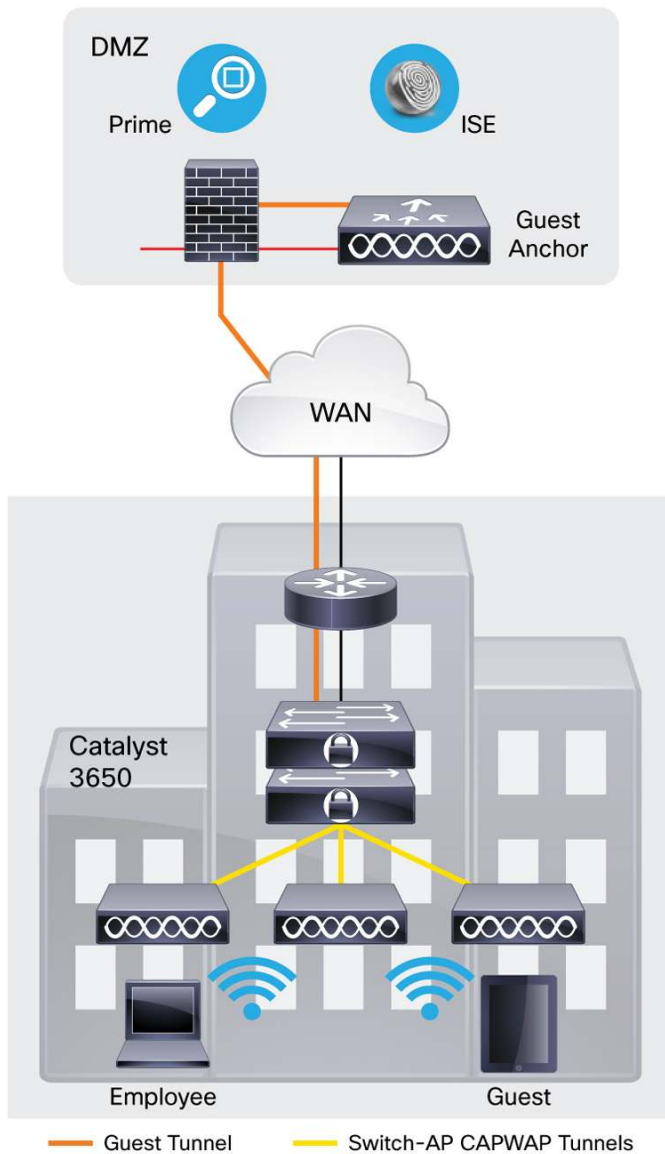 DMZ
Prime
ISE
Guest
Anchor
WAN
Catalyst
3650
Employee
Guest
Guest Tunnel
Switch-AP CAPWAP Tunnels